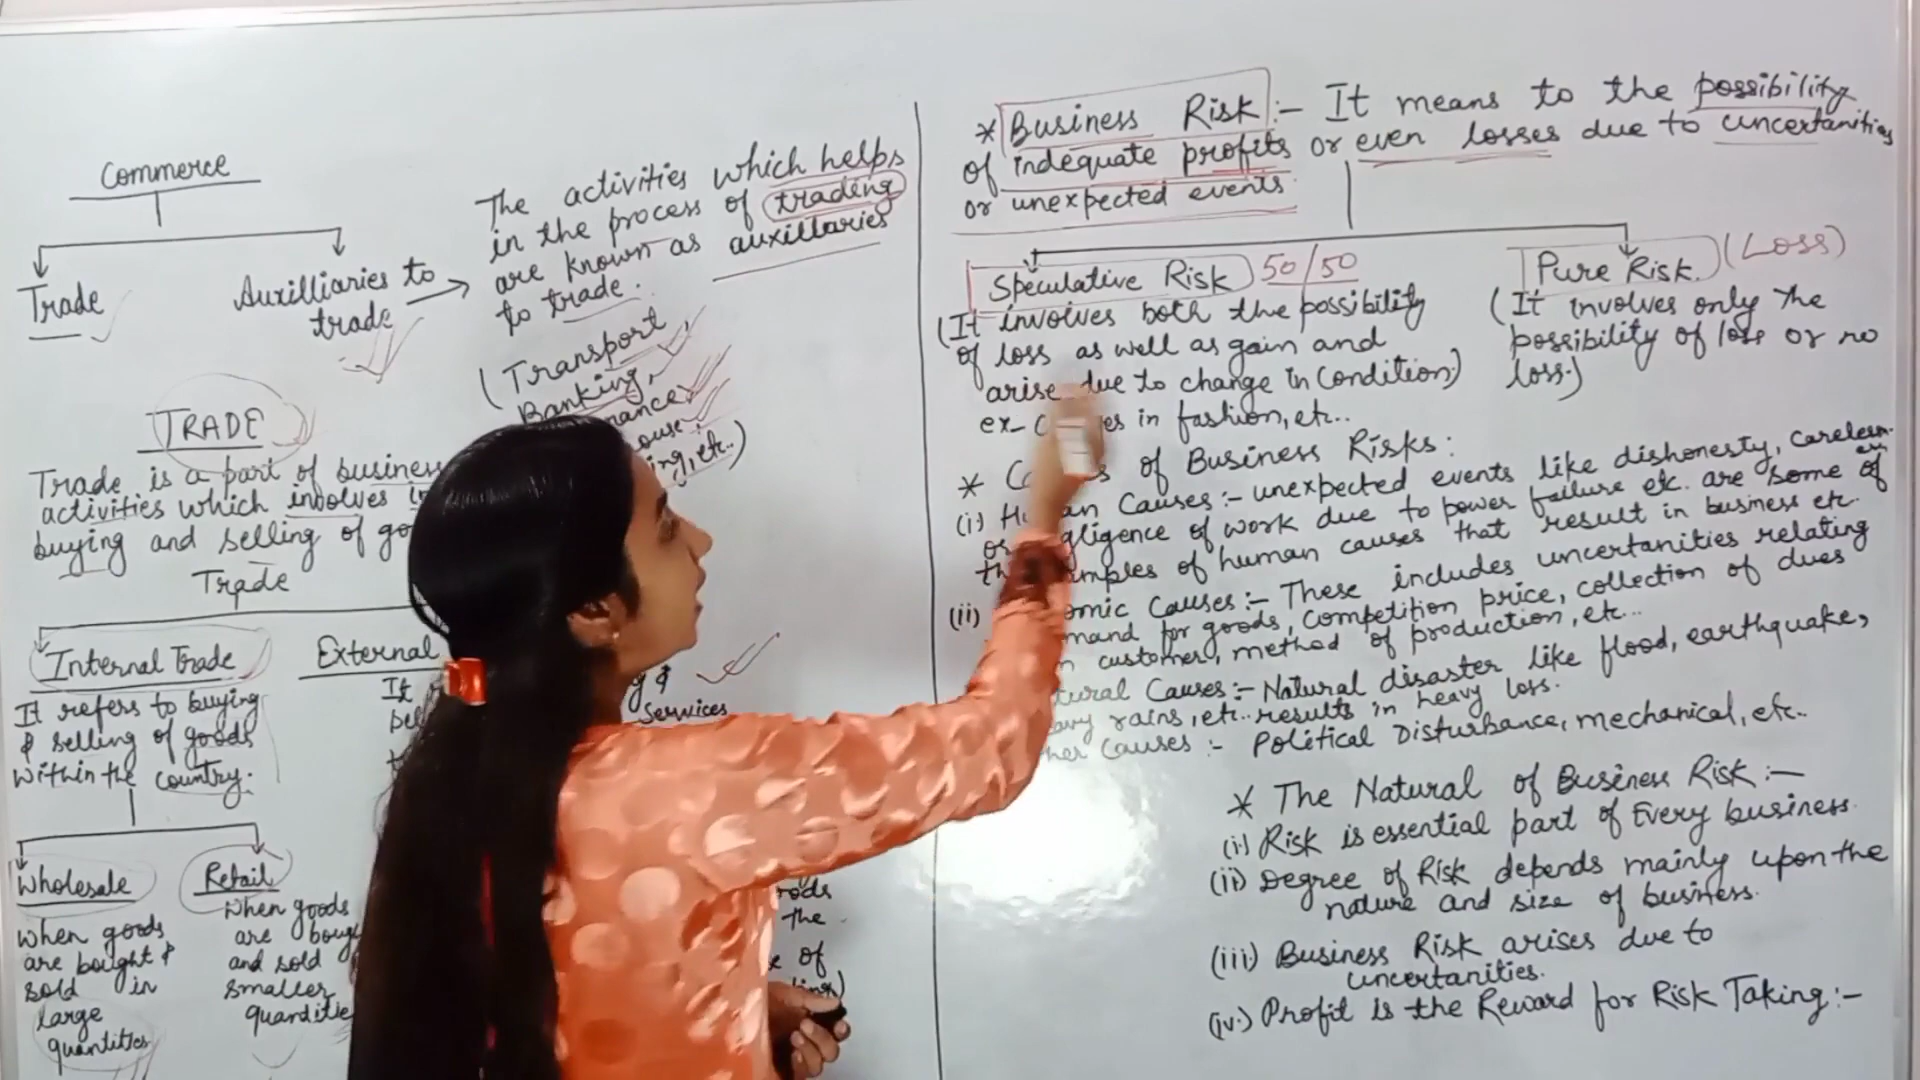 Commerce
Trade
Auxilliaries to
trade
The activities which helps
in the process of trading
are known as auxillaries
to trade.
(Transport,
Banking,
etc..)
TRADE
Trade is a part of business
activities which involves
buying and selling of
Trade
Internal Trade
It refers to buying
& selling of goods
within the country.
External
It
&
Services
Wholesale
When goods
are bought &
sold in
large
quantities
Retail
When goods
are
and sold
smaller
the
of
* Business Risk :- It means to the possibility
of indequate profits or even losses due to uncertanities
or unexpected events
Speculative Risk 50/50
(It involves both the possibility
of loss as well as gain and
arise due to change in condition.)
ex- in fashion, etc..
Pure Risk. (Loss)
(It involves only the
possibility of loss or no
loss.)
* of Business Risks:
(i) Causes :- unexpected events like dishonesty,
or of work due to power failure etc. are some of
of human causes that result in business etc.
(ii) Causes :- These includes uncertanities relating
for goods, competition price, collection of dues
customer, method of production, etc..
Causes :- Natural disaster like flood, earthquake,
rains, etc.. results in heavy loss.
Causes :- Political Disturbance, mechanical, etc..
* The Natural of Business Risk :-
(i) Risk is essential part of Every business.
(ii) Degree of Risk depends mainly upon the
nature and size of business.
(iii) Business Risk arises due to
uncertanities.
(iv.) Profit is the Reward for Risk Taking :-